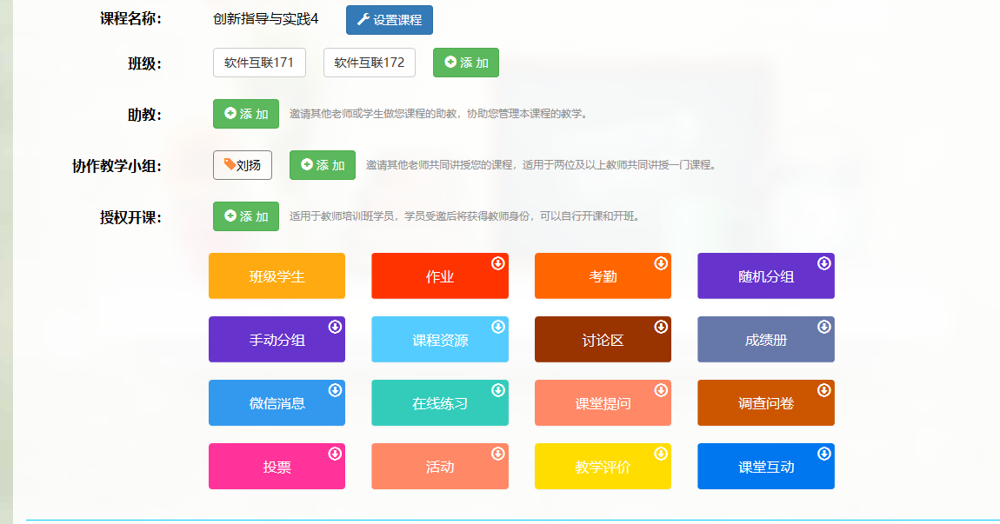 课程名称： 创新指导与实践4 设置课程
班级： 软件互联171 软件互联172 添 加
助教： 添 加 邀请其他老师或学生做您课程的助教，协助您管理本课程的教学。
协作教学小组： 刘扬 添 加 邀请其他老师共同讲授您的课程，适用于两位及以上教师共同讲授一门课程。
授权开课： 添 加 适用于教师培训班学员，学员受邀后将获得教师身份，可以自行开课和开班。
班级学生 作业 考勤 随机分组
手动分组 课程资源 讨论区 成绩册
微信消息 在线练习 课堂提问 调查问卷
投票 活动 教学评价 课堂互动